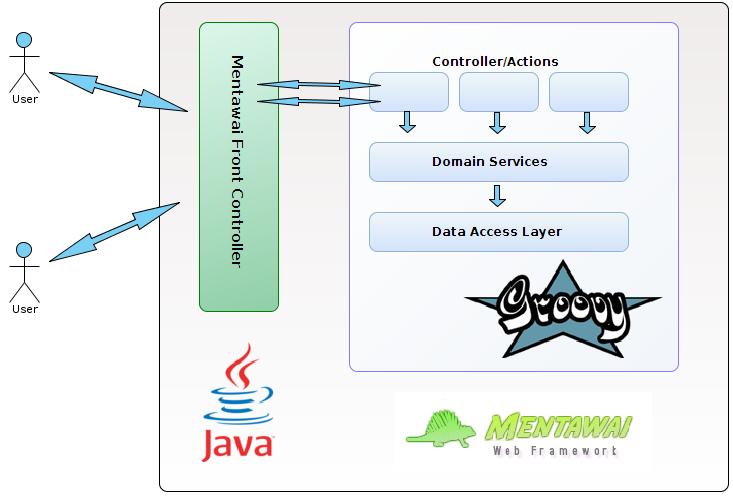 User
User
Mentawai Front Controller
Controller/Actions
Domain Services
Data Access Layer
Groovy
Java
MENTAWAI
Web Framework